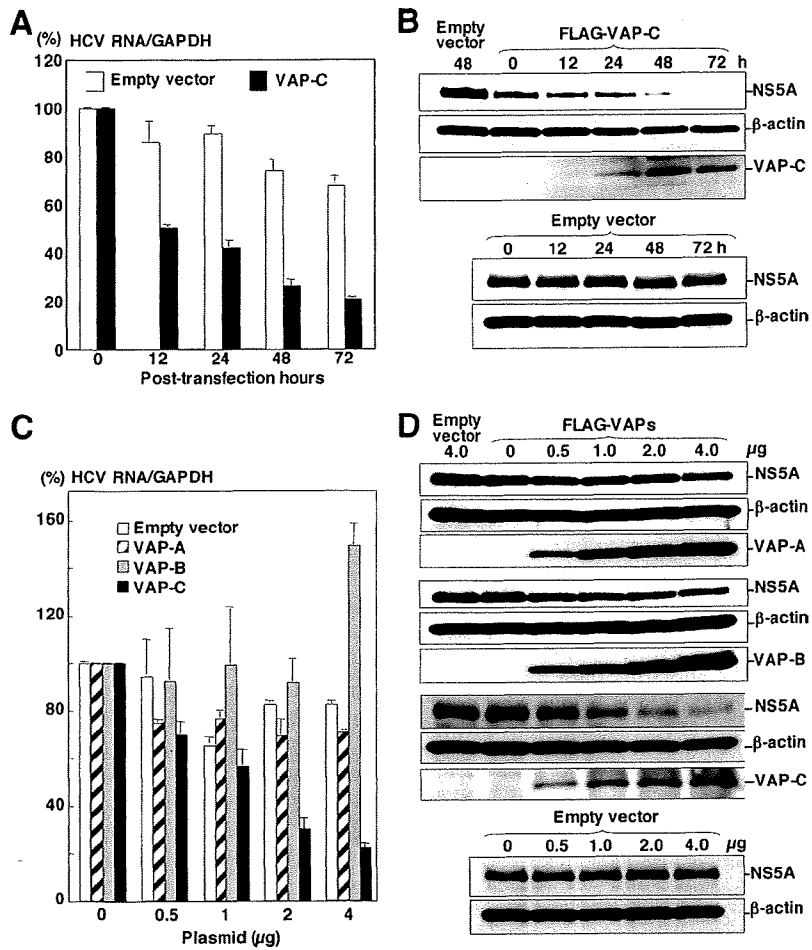 A
(%) HCV RNA/GAPDH
120
Empty vector
VAP-C
100
80
60
40
20
0
0 12 24 48 72
Post-transfection hours
B
Empty vector
FLAG-VAP-C
48 0 12 24 48 72 h
NS5A
β-actin
VAP-C
Empty vector
0 12 24 48 72 h
NS5A
β-actin
C
(%) HCV RNA/GAPDH
160
Empty vector
VAP-A
VAP-B
VAP-C
120
80
40
0
0 0.5 1 2 4
Plasmid (μg)
D
Empty vector
FLAG-VAPs
4.0 0 0.5 1.0 2.0 4.0 μg
NS5A
β-actin
VAP-A
NS5A
β-actin
VAP-B
NS5A
β-actin
VAP-C
Empty vector
0 0.5 1.0 2.0 4.0 μg
NS5A
β-actin